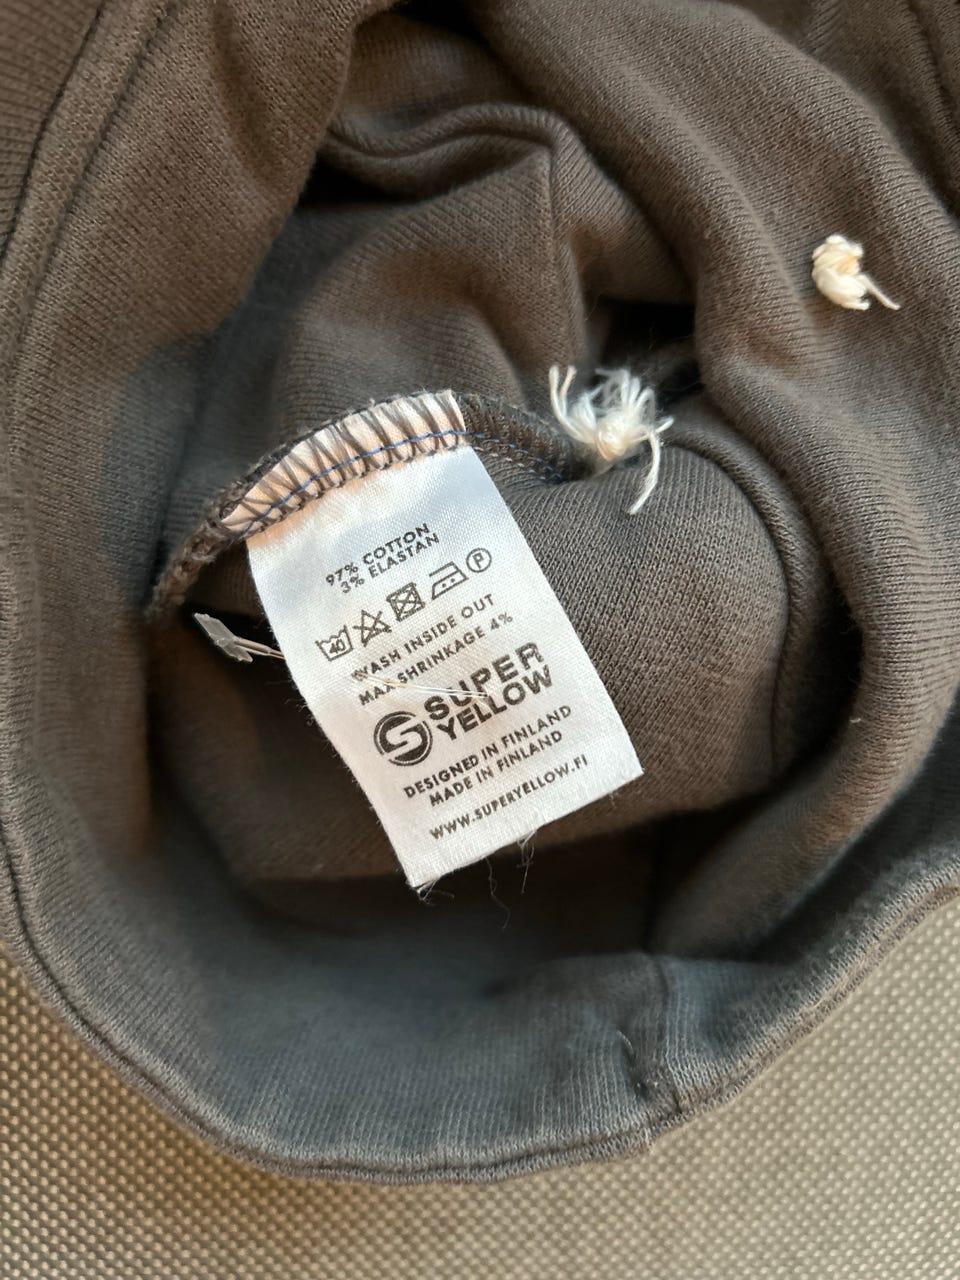 97% COTTON
3% ELASTAN
40 P
WASH INSIDE OUT
MAX SHRINKAGE 4%
SUPER
YELLOW
DESIGNED IN FINLAND
MADE IN FINLAND
WWW.SUPERYELLOW.FI